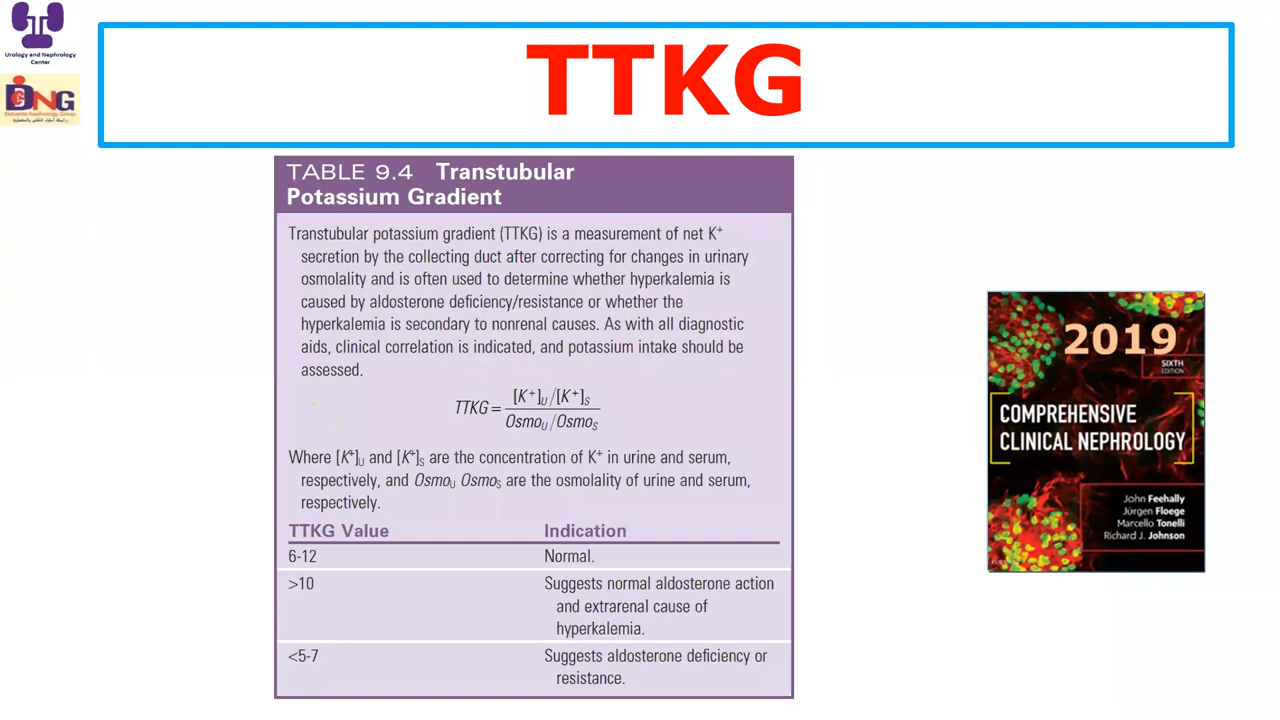 Urology and Nephrology
Center
DNG
TTKG
TABLE 9.4 Transtubular
Potassium Gradient
Transtubular potassium gradient (TTKG) is a measurement of net K⁺
secretion by the collecting duct after correcting for changes in urinary
osmolality and is often used to determine whether hyperkalemia is
caused by aldosterone deficiency/resistance or whether the
hyperkalemia is secondary to nonrenal causes. As with all diagnostic
aids, clinical correlation is indicated, and potassium intake should be
assessed.
TTKG = [K⁺]U/[K⁺]S
OsmoU/OsmoS
Where [K⁺]U and [K⁺]S are the concentration of K⁺ in urine and serum,
respectively, and OsmoU OsmoS are the osmolality of urine and serum,
respectively.
TTKG Value Indication
6-12 Normal.
>10 Suggests normal aldosterone action
and extrarenal cause of
hyperkalemia.
<5-7 Suggests aldosterone deficiency or
resistance.
2019
SIXTH
EDITION
COMPREHENSIVE
CLINICAL NEPHROLOGY
John Feehally
Jürgen Floege
Marcello Tonelli
Richard J. Johnson